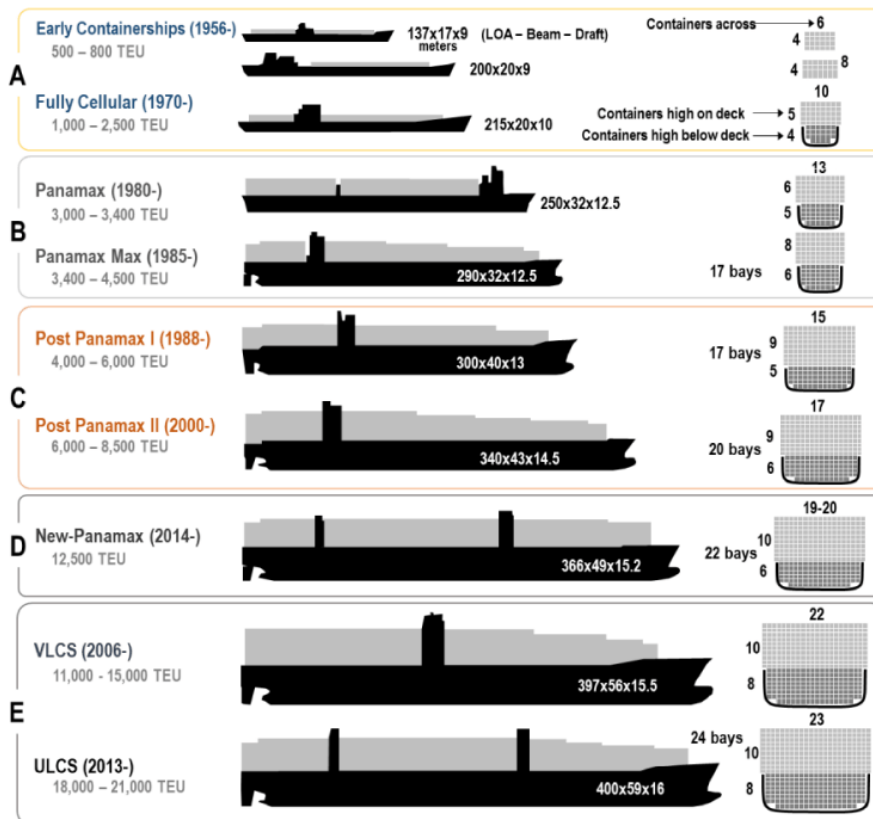 A
Early Containerships (1956-)
500 – 800 TEU
137x17x9
meters
(LOA – Beam – Draft)
Containers across
6
4
200x20x9
4
8
Fully Cellular (1970-)
1,000 – 2,500 TEU
215x20x10
10
Containers high on deck
5
Containers high below deck
4
B
Panamax (1980-)
3,000 – 3,400 TEU
250x32x12.5
13
6
5
Panamax Max (1985-)
3,400 – 4,500 TEU
290x32x12.5
17 bays
8
6
C
Post Panamax I (1988-)
4,000 – 6,000 TEU
300x40x13
17 bays
15
9
5
Post Panamax II (2000-)
6,000 – 8,500 TEU
340x43x14.5
20 bays
17
9
6
D
New-Panamax (2014-)
12,500 TEU
366x49x15.2
22 bays
19-20
10
6
E
VLCS (2006-)
11,000 - 15,000 TEU
397x56x15.5
22
10
8
ULCS (2013-)
18,000 – 21,000 TEU
400x59x16
24 bays
23
10
8